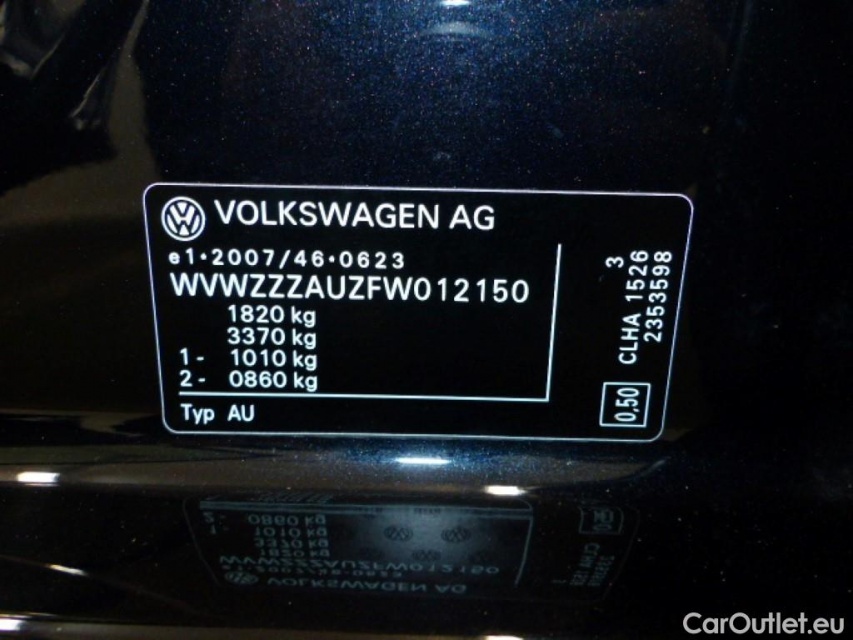 VOLKSWAGEN AG
e1*2007/46*0623
WVWZZZAUZFW012150
1820 kg
3370 kg
1- 1010 kg
2- 0860 kg
Typ AU
3
CLHA 1526
2353598
0,50
CarOutlet.eu